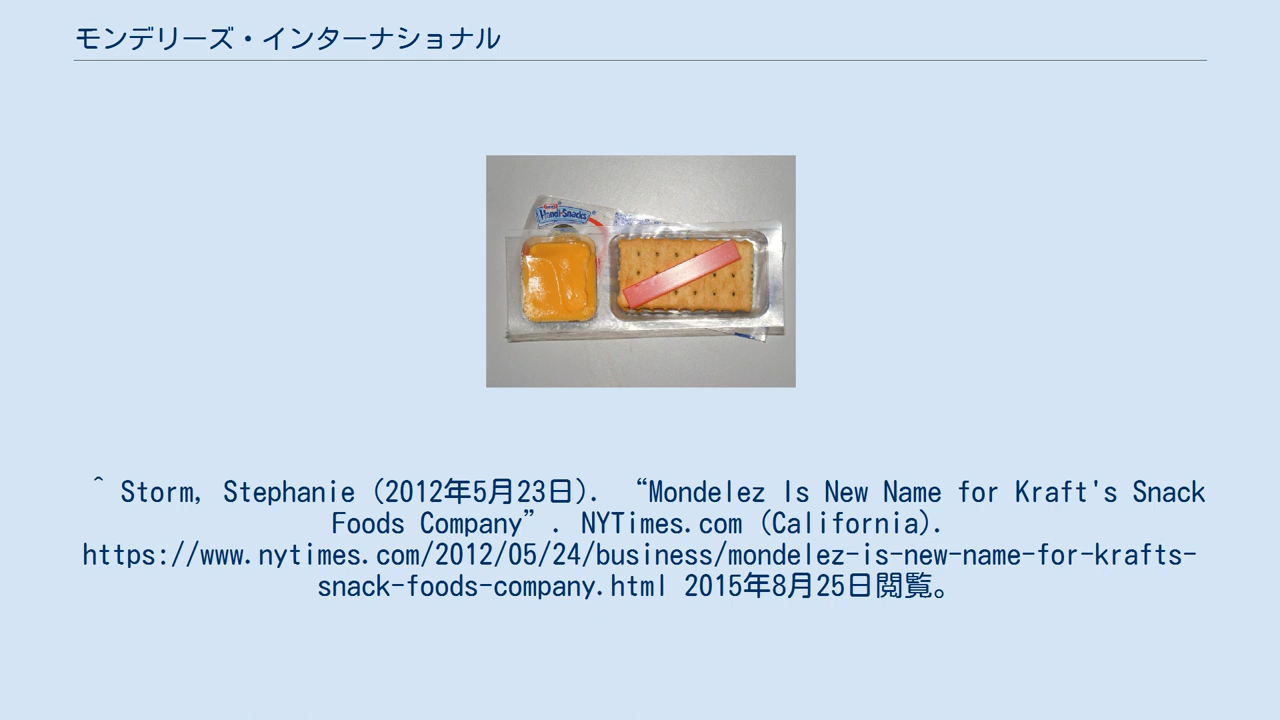 モンデリーズ・インターナショナル
Handi-Snacks
^ Storm, Stephanie (2012年5月23日). “Mondelez Is New Name for Kraft's Snack
Foods Company”. NYTimes.com (California).
https://www.nytimes.com/2012/05/24/business/mondelez-is-new-name-for-krafts-
snack-foods-company.html 2015年8月25日閲覧。